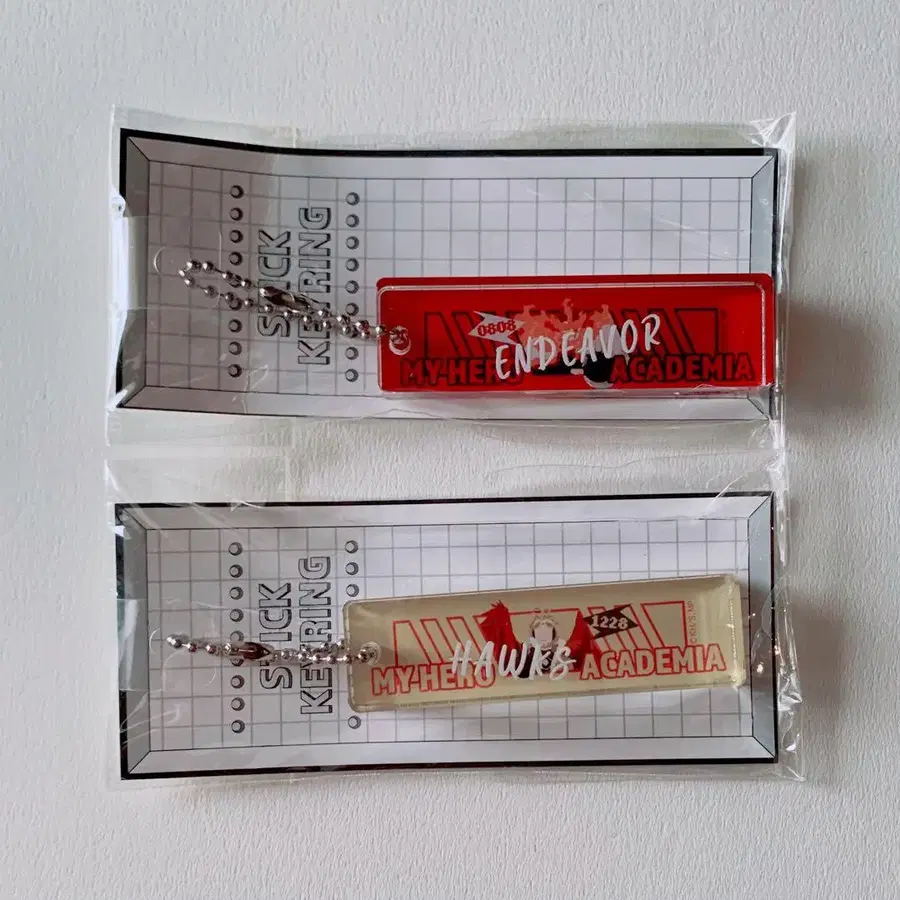 STICK
KEYRING
0808
ENDEAVOR
MY HERO ACADEMIA
STICK
KEYRING
1228
HAWKS
MY HERO ACADEMIA